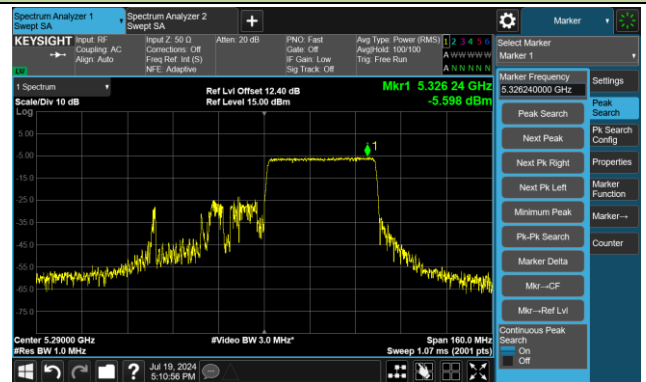 Spectrum Analyzer 1
Swept SA
Spectrum Analyzer 2
Swept SA
+
Marker
KEYSIGHT
Input: RF
Coupling: AC
Align: Auto
Input Z: 50 Ω
Corrections: Off
Freq Ref: Int (S)
NFE: Adaptive
Atten: 20 dB
PNO: Fast
Gate: Off
IF Gain: Low
Sig Track: Off
Avg Type: Power (RMS)
Avg|Hold: 100/100
Trig: Free Run
1 2 3 4 5 6
A W W W W W
A N N N N N
Select Marker
Marker 1
LW
1 Spectrum
Scale/Div 10 dB
Log
Ref Lvl Offset 12.40 dB
Ref Level 15.00 dBm
Mkr1 5.326 24 GHz
-5.598 dBm
5.00
-5.00
-15.0
-25.0
-35.0
-45.0
-55.0
-65.0
-75.0
1
Center 5.29000 GHz
#Res BW 1.0 MHz
#Video BW 3.0 MHz*
Span 160.0 MHz
Sweep 1.07 ms (2001 pts)
Marker Frequency
5.326240000 GHz
Peak Search
Next Peak
Next Pk Right
Next Pk Left
Minimum Peak
Pk-Pk Search
Marker Delta
Mkr→CF
Mkr→Ref Lvl
Continuous Peak
Search
On
Off
Settings
Peak
Search
Pk Search
Config
Properties
Marker
Function
Marker→
Counter
?
Jul 19, 2024
5:10:56 PM